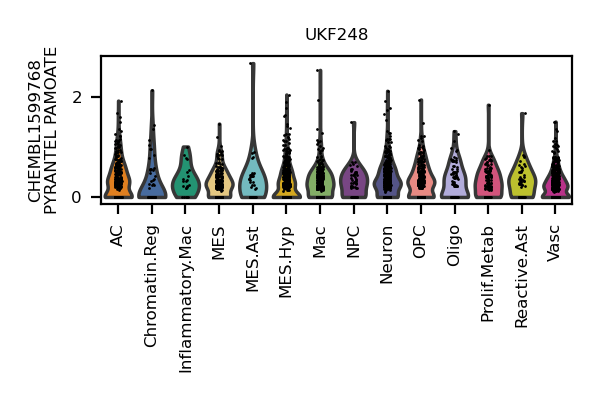 UKF248
CHEMBL1599768
PYRANTEL PAMOATE
2
0
AC
Chromatin.Reg
Inflammatory.Mac
MES
MES.Ast
MES.Hyp
Mac
NPC
Neuron
OPC
Oligo
Prolif.Metab
Reactive.Ast
Vasc